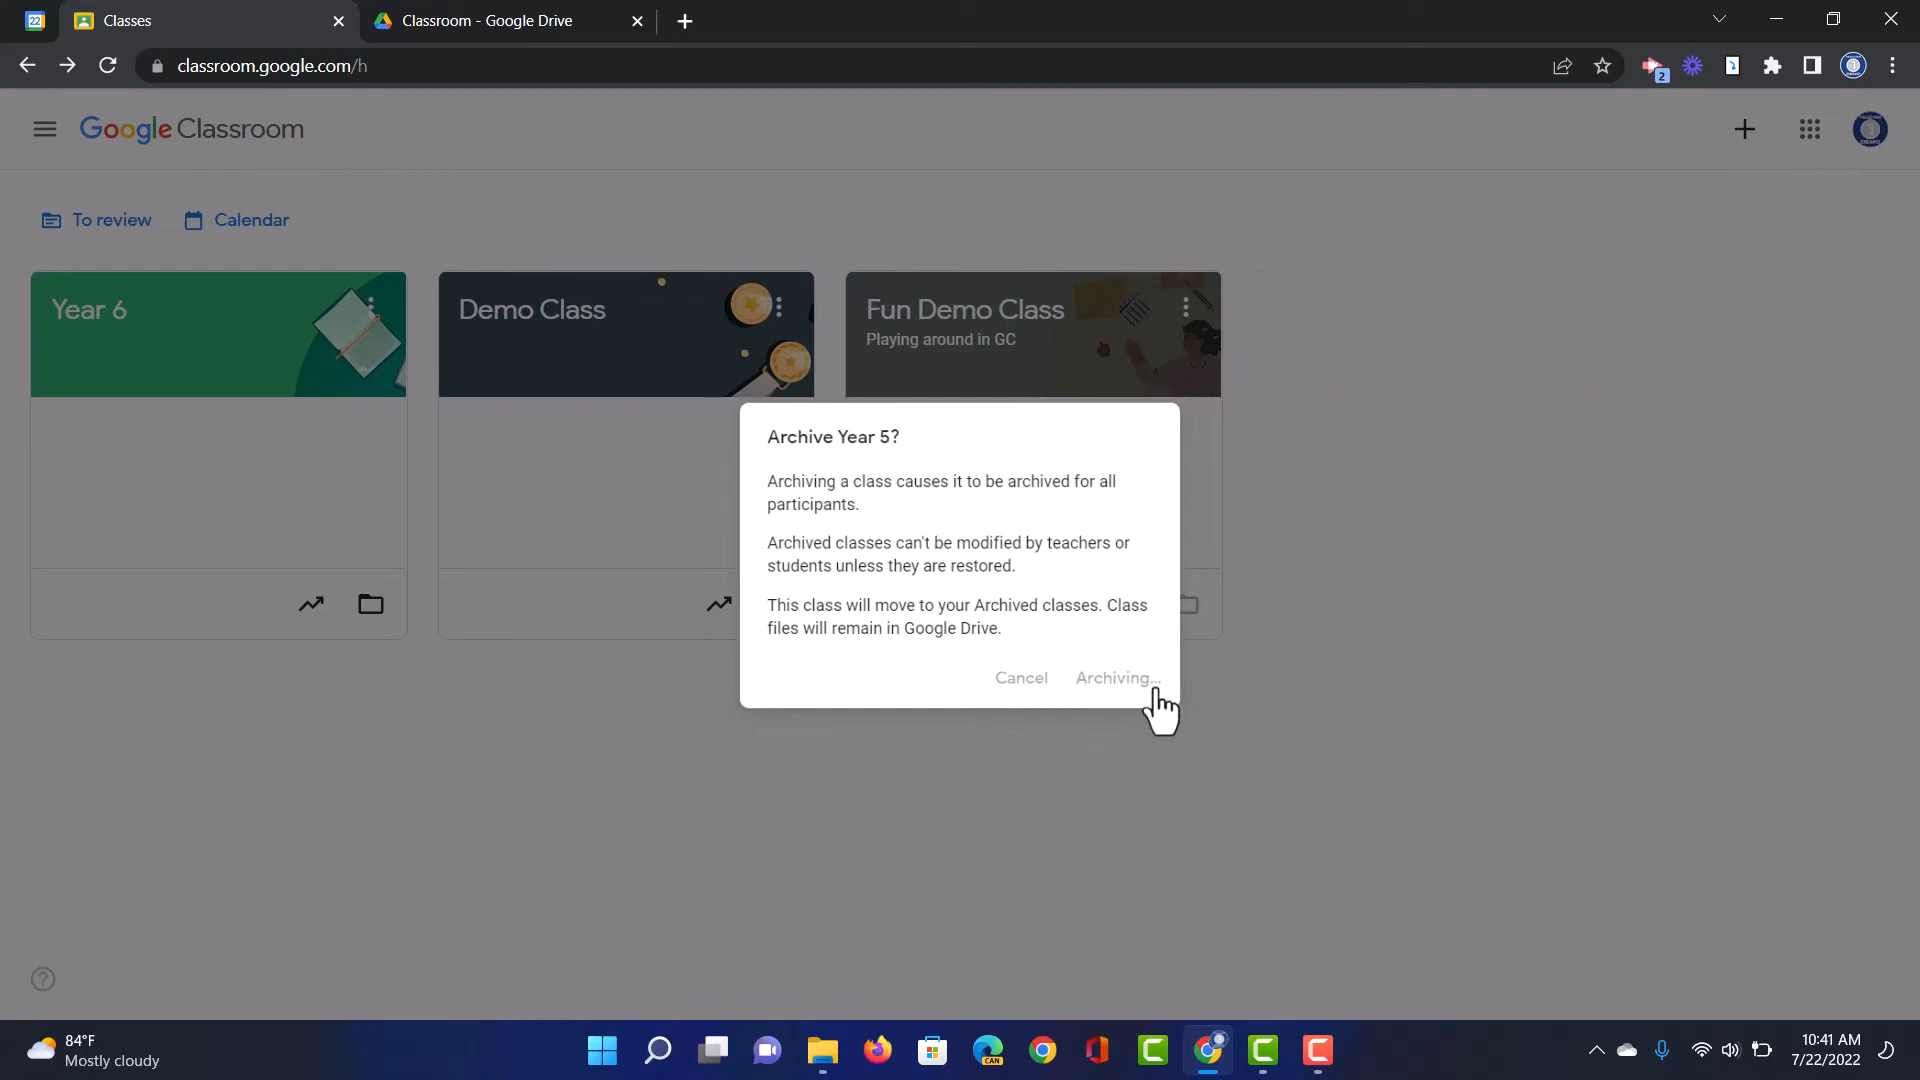 Classes
Classroom - Google Drive
classroom.google.com/h
2
Google Classroom
To review
Calendar
Year 6
Demo Class
Fun Demo Class
Playing around in GC
Archive Year 5?
Archiving a class causes it to be archived for all
participants.
Archived classes can't be modified by teachers or
students unless they are restored.
This class will move to your Archived classes. Class
files will remain in Google Drive.
Cancel
Archiving...
84°F
Mostly cloudy
CAN
10:41 AM
7/22/2022